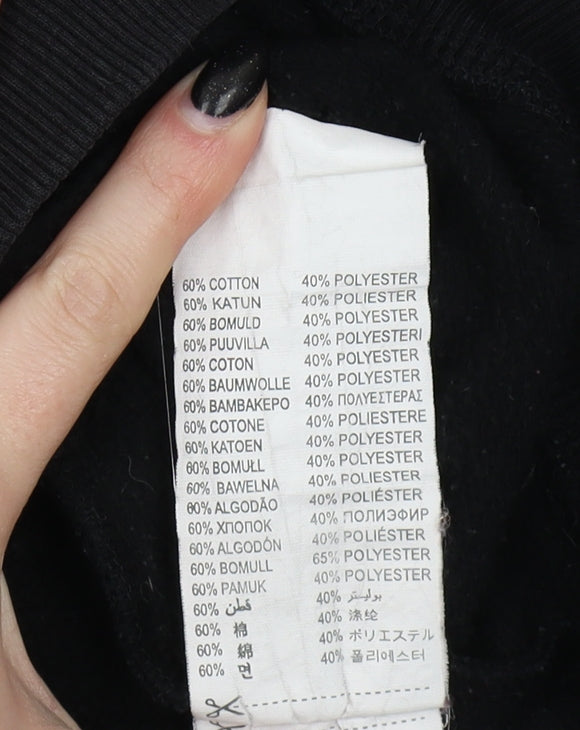 60% COTTON 40% POLYESTER
60% KATUN 40% POLIESTER
60% BOMULD 40% POLYESTER
60% PUUVILLA 40% POLYESTERI
60% COTON 40% POLYESTER
60% BAUMWOLLE 40% POLYESTER
60% BAMBAKEPO 40% ΠΟΛΥΕΣΤΕΡΑΣ
60% COTONE 40% POLIESTERE
60% KATOEN 40% POLYESTER
60% BOMULL 40% POLYESTER
60% BAWELNA 40% POLIESTER
60% ALGODÃO 40% POLIÉSTER
60% ХПОПОК 40% ПОЛИЭФИР
60% ALGODÓN 40% POLIÉSTER
60% BOMULL 65% POLYESTER
60% PAMUK 40% POLYESTER
60% قطن 40% بوليستر
60% 棉 40% 涤纶
60% 綿 40% ポリエステル
60% 면 40% 폴리에스터